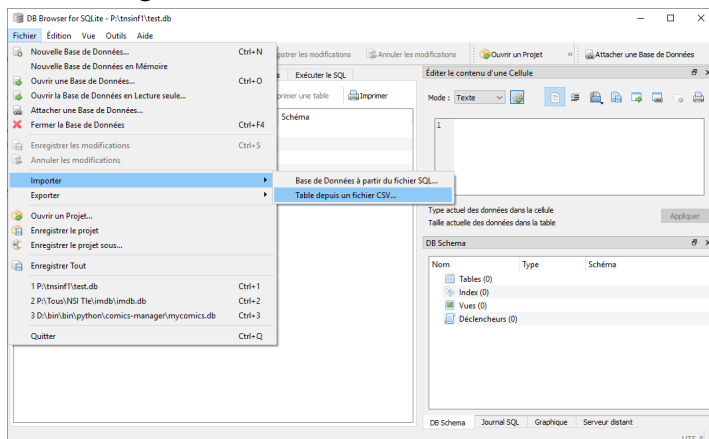 DB Browser for SQLite - P:\tnsinf1\test.db
Fichier Édition Vue Outils Aide
Nouvelle Base de Données... Ctrl+N
Nouvelle Base de Données en Mémoire
Ouvrir une Base de Données... Ctrl+O
Ouvrir la Base de Données en Lecture seule...
Attacher une Base de Données...
Fermer la Base de Données Ctrl+F4
Enregistrer les modifications Ctrl+S
Annuler les modifications
Importer
Exporter
Ouvrir un Projet...
Enregistrer le projet
Enregistrer le projet sous...
Enregistrer Tout
1 P:\tnsinf1\test.db Ctrl+1
2 P:\Tous\NSI Tle\imdb\imdb.db Ctrl+2
3 D:\bin\bin\python\comics-manager\mycomics.db Ctrl+3
Quitter Ctrl+Q
Base de Données à partir du fichier SQL...
Table depuis un fichier CSV...
gistrer les modifications Annuler les modifications Ouvrir un Projet » Attacher une Base de Données
s Exécuter le SQL
primer une table Imprimer
Schéma
Éditer le contenu d'une Cellule
Mode : Texte
1
Type actuel des données dans la cellule
Taille actuelle des données dans la table
Appliquer
DB Schema
Nom Type Schéma
Tables (0)
Index (0)
Vues (0)
Déclencheurs (0)
DB Schema Journal SQL Graphique Serveur distant